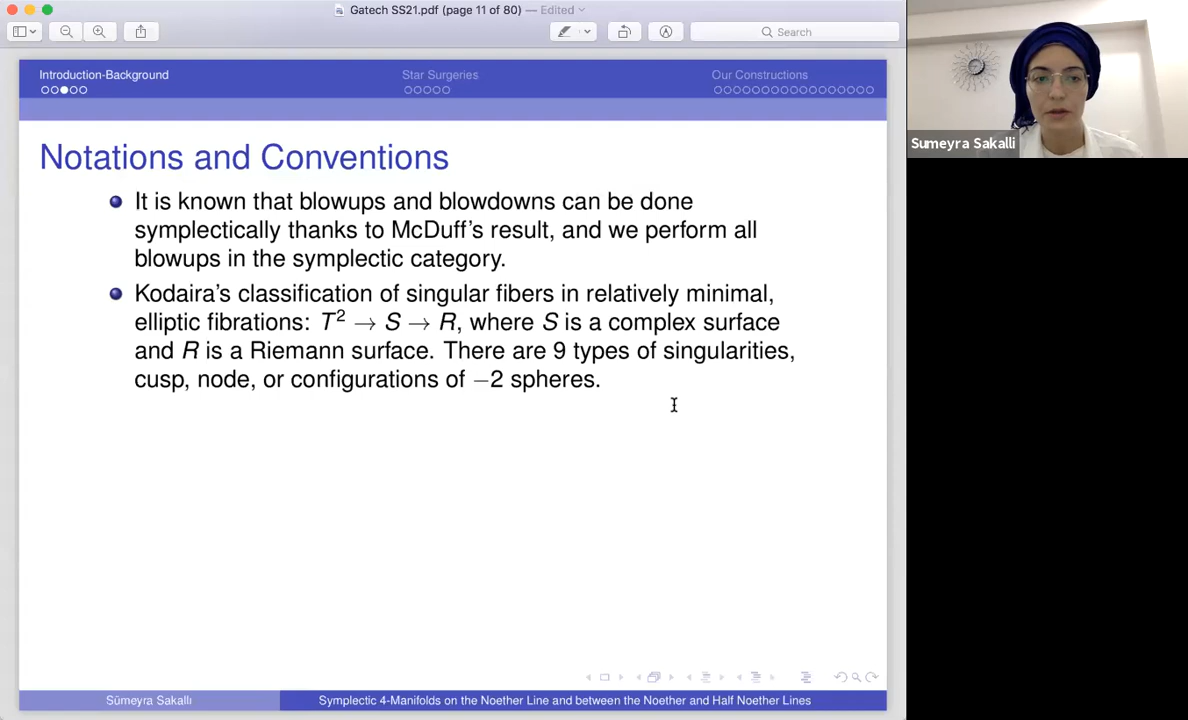 Gatech SS21.pdf (page 11 of 80) — Edited
Search
Introduction-Background
Star Surgeries
Our Constructions
Sumeyra Sakalli
Notations and Conventions
It is known that blowups and blowdowns can be done
symplectically thanks to McDuff's result, and we perform all
blowups in the symplectic category.
Kodaira's classification of singular fibers in relatively minimal,
elliptic fibrations: T² → S → R, where S is a complex surface
and R is a Riemann surface. There are 9 types of singularities,
cusp, node, or configurations of −2 spheres.
Sümeyra Sakallı
Symplectic 4-Manifolds on the Noether Line and between the Noether and Half Noether Lines